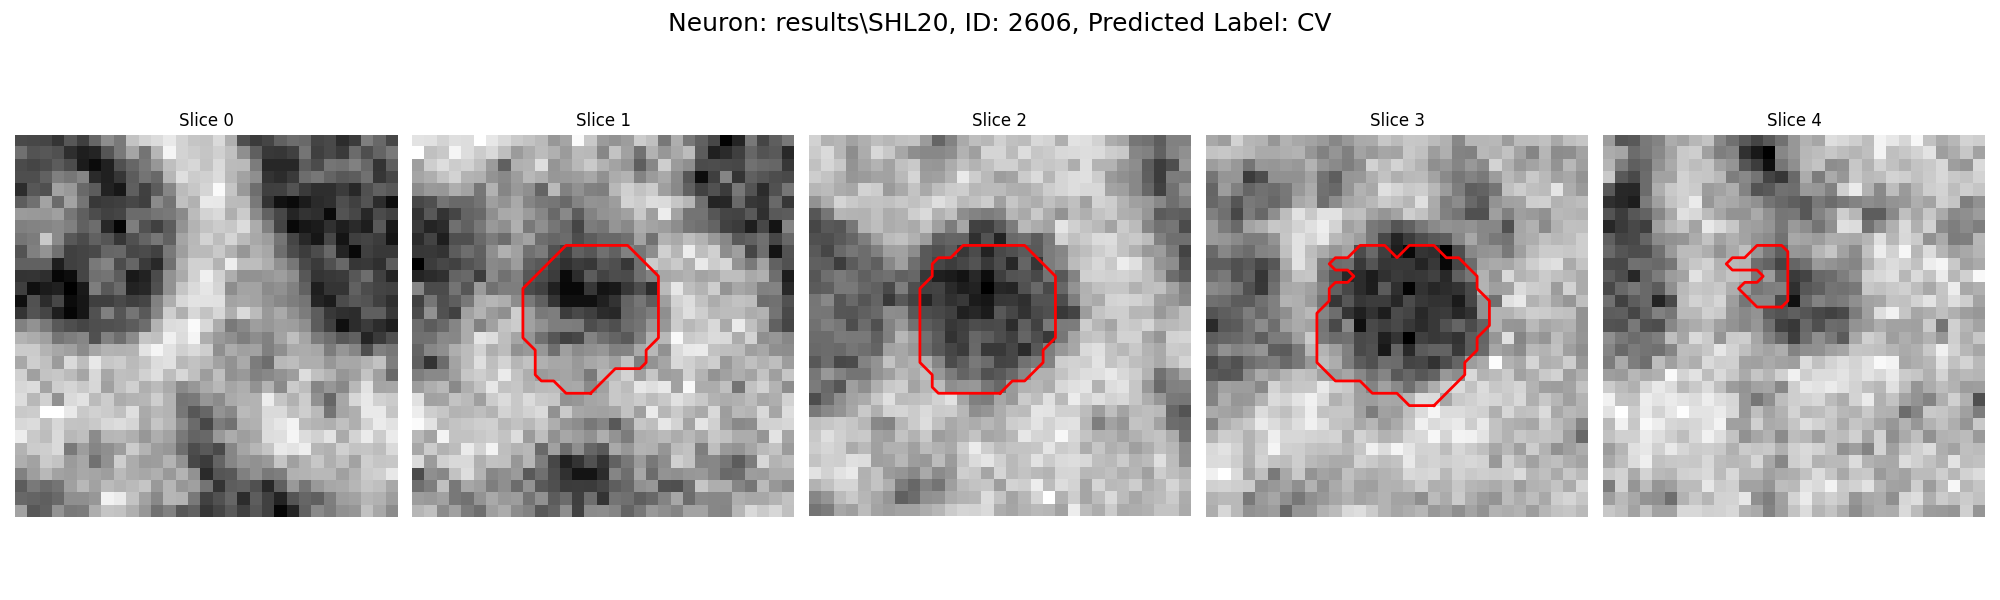 Neuron: results\SHL20, ID: 2606, Predicted Label: CV
Slice 0
Slice 1
Slice 2
Slice 3
Slice 4